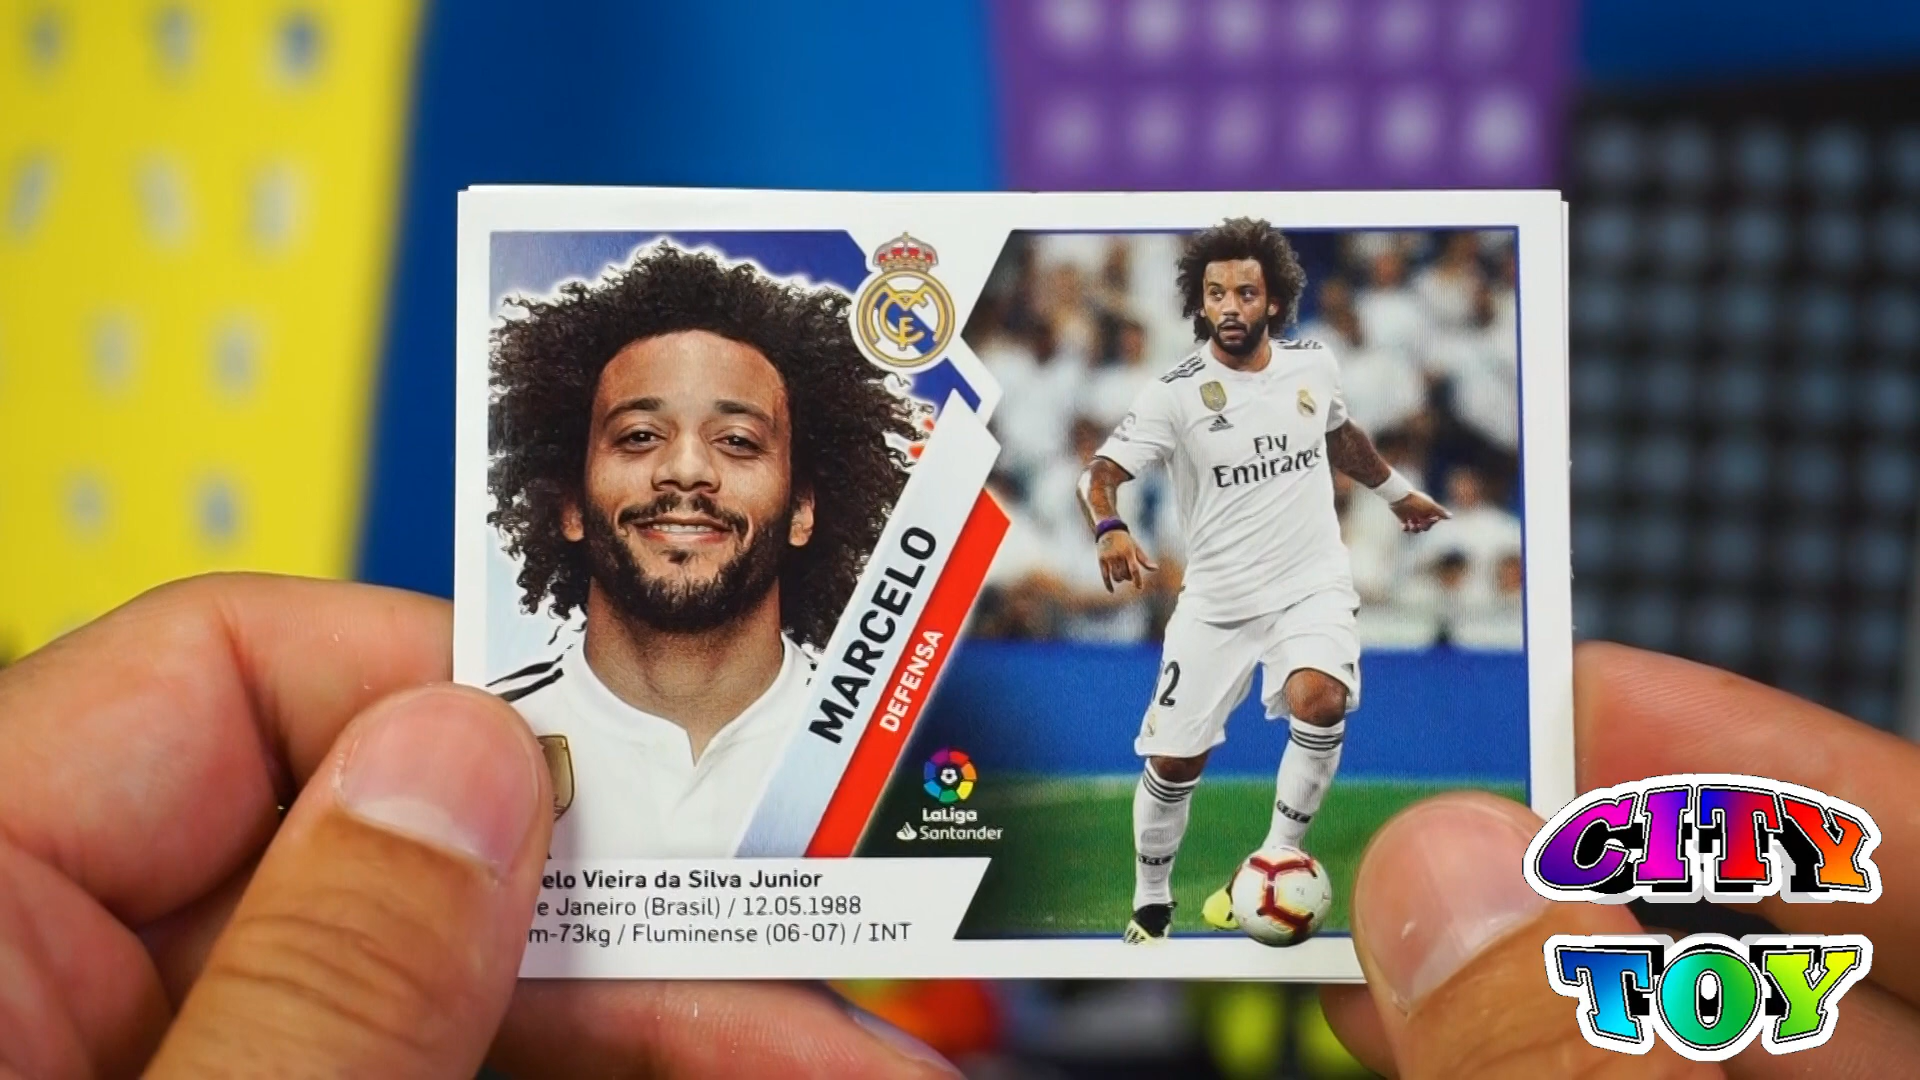 MARCELO
DEFENSA
Fly
Emirates
12
LaLiga
Santander
elo Vieira da Silva Junior
e Janeiro (Brasil) / 12.05.1988
m-73kg / Fluminense (06-07) / INT
CITY
TOY